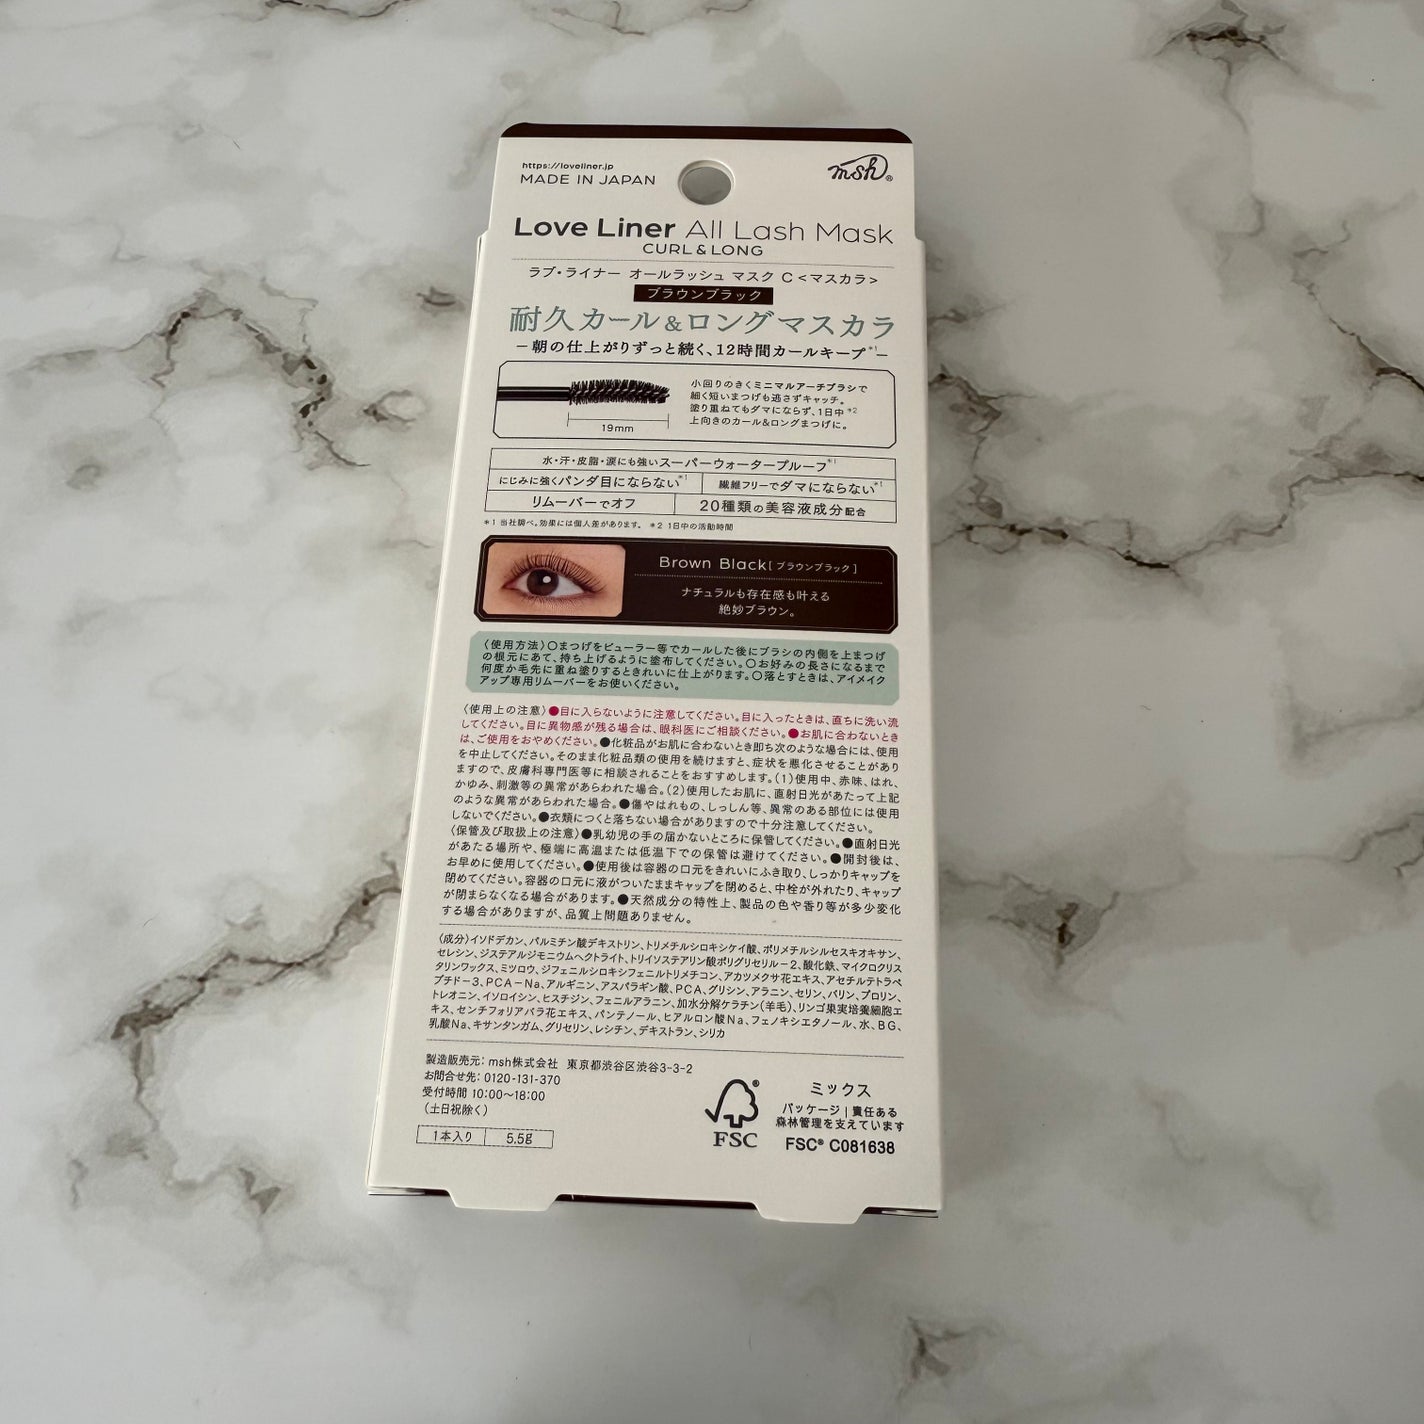 https://loveliner.jp
MADE IN JAPAN
msh®
Love Liner All Lash Mask
CURL & LONG
ラブ・ライナー オールラッシュ マスク C <マスカラ>
ブラウンブラック
耐久カール&ロングマスカラ
－朝の仕上がりずっと続く、12時間カールキープ*1－
小回りのきくミニマルアーチブラシで
細く短いまつげも逃さずキャッチ。
塗り重ねてもダマにならず、1日中*2
上向きのカール&ロングまつげに。
19mm
水・汗・皮脂・涙にも強いスーパーウォータープルーフ*1
にじみに強くパンダ目にならない*1 繊維フリーでダマにならない*1
リムーバーでオフ 20種類の美容液成分配合
*1 当社調べ。効果には個人差があります。 *2 1日中の活動時間
Brown Black[ブラウンブラック]
ナチュラルも存在感も叶える
絶妙ブラウン。
〈使用方法〉○まつげをビューラー等でカールした後にブラシの内側を上まつげ
の根元にあて、持ち上げるように塗布してください。○お好みの長さになるまで
何度か毛先に重ね塗りするときれいに仕上がります。○落とすときは、アイメイク
アップ専用リムーバーをお使いください。
〈使用上の注意〉●目に入らないように注意してください。目に入ったときは、直ちに洗い流
してください。目に異物感が残る場合は、眼科医にご相談ください。●お肌に合わないとき
は、ご使用をおやめください。●化粧品がお肌に合わないとき即ち次のような場合には、使用
を中止してください。そのまま化粧品類の使用を続けますと、症状を悪化させることがあり
ますので、皮膚科専門医等に相談されることをおすすめします。(1)使用中、赤味、はれ、
かゆみ、刺激等の異常があらわれた場合。(2)使用したお肌に、直射日光があたって上記
のような異常があらわれた場合。●傷やはれもの、しっしん等、異常のある部位には使用
しないでください。●衣類につくと落ちない場合がありますので十分注意してください。
〈保管及び取扱上の注意〉●乳幼児の手の届かないところに保管してください。●直射日光
があたる場所や、極端に高温または低温下での保管は避けてください。●開封後は、
お早めに使用してください。●使用後は容器の口元をきれいにふき取り、しっかりキャップを
閉めてください。容器の口元に液がついたままキャップを閉めると、中栓が外れたり、キャップ
が閉まらなくなる場合があります。●天然成分の特性上、製品の色や香り等が多少変化
する場合がありますが、品質上問題ありません。
〈成分〉イソドデカン、パルミチン酸デキストリン、トリメチルシロキシケイ酸、ポリメチルシルセスキオキサン、
セレシン、ジステアルジモニウムヘクトライト、トリイソステアリン酸ポリグリセリル－2、酸化鉄、マイクロクリス
タリンワックス、ミツロウ、ジフェニルシロキシフェニルトリメチコン、アカツメクサ花エキス、アセチルテトラペ
プチド－3、PCA－Na、アルギニン、アスパラギン酸、PCA、グリシン、アラニン、セリン、バリン、プロリン、
トレオニン、イソロイシン、ヒスチジン、フェニルアラニン、加水分解ケラチン(羊毛)、リンゴ果実培養細胞エ
キス、センチフォリアバラ花エキス、パンテノール、ヒアルロン酸Na、フェノキシエタノール、水、BG、
乳酸Na、キサンタンガム、グリセリン、レシチン、デキストラン、シリカ
製造販売元：msh株式会社 東京都渋谷区渋谷3-3-2
お問合せ先：0120-131-370
受付時間 10:00～18:00
（土日祝除く）
1本入り 5.5g
FSC
ミックス
パッケージ | 責任ある
森林管理を支えています
FSC® C081638